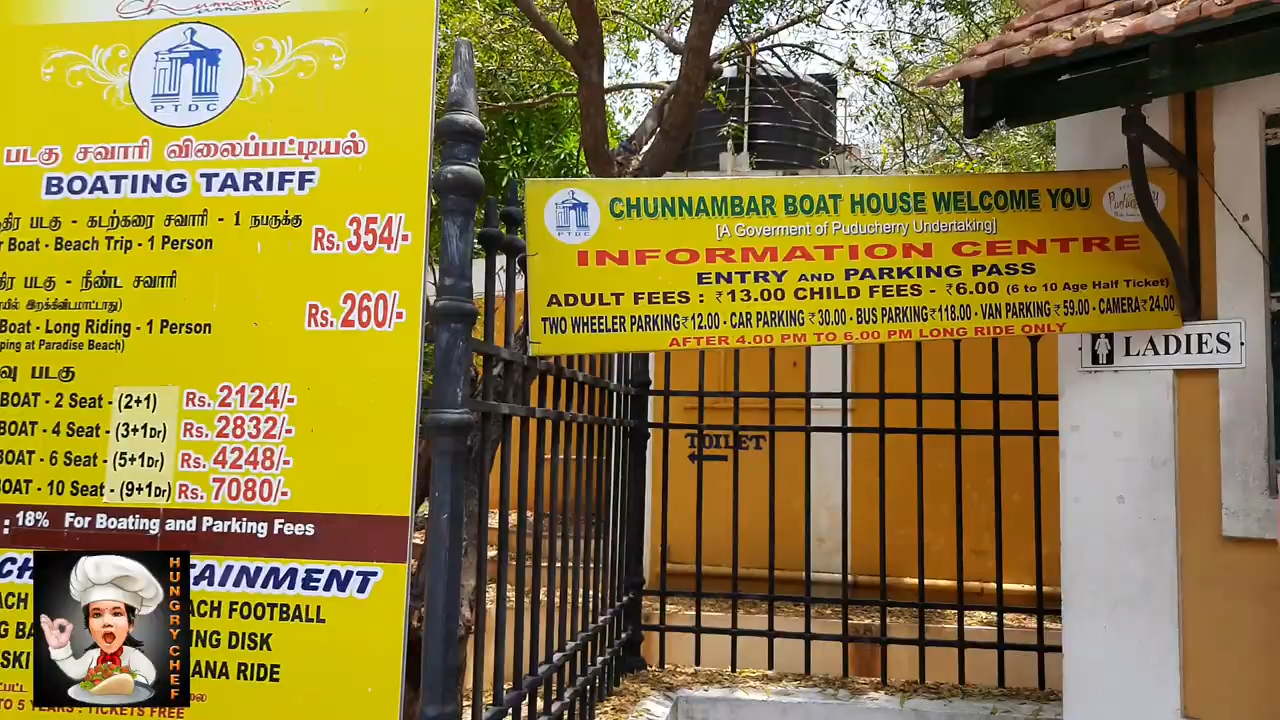 Chunnambar
PTDC
படகு சவாரி விலைப்பட்டியல்
BOATING TARIFF
படகு - கடற்கரை சவாரி - 1 நபருக்கு
Boat - Beach Trip - 1 Person
Rs. 354/-
படகு - நீண்ட சவாரி
Boat - Long Riding - 1 Person
Rs. 260/-
ping at Paradise Beach)
படகு
BOAT - 2 Seat - (2+1) Rs. 2124/-
BOAT - 4 Seat - (3+1Dr) Rs. 2832/-
BOAT - 6 Seat - (5+1Dr) Rs. 4248/-
BOAT - 10 Seat - (9+1Dr) Rs. 7080/-
: 18% For Boating and Parking Fees
TAINMENT
ACH FOOTBALL
ING DISK
SKI ANA RIDE
TO 5 YEARS : TICKETS FREE
HUNGRY CHEF
PTDC
CHUNNAMBAR BOAT HOUSE WELCOME YOU
[A Goverment of Puducherry Undertaking]
INFORMATION CENTRE
ENTRY AND PARKING PASS
ADULT FEES : ₹13.00 CHILD FEES - ₹6.00 (6 to 10 Age Half Ticket)
TWO WHEELER PARKING₹12.00 - CAR PARKING ₹30.00 - BUS PARKING₹118.00 - VAN PARKING ₹59.00 - CAMERA₹24.00
AFTER 4.00 PM TO 6.00 PM LONG RIDE ONLY
LADIES
TOILET